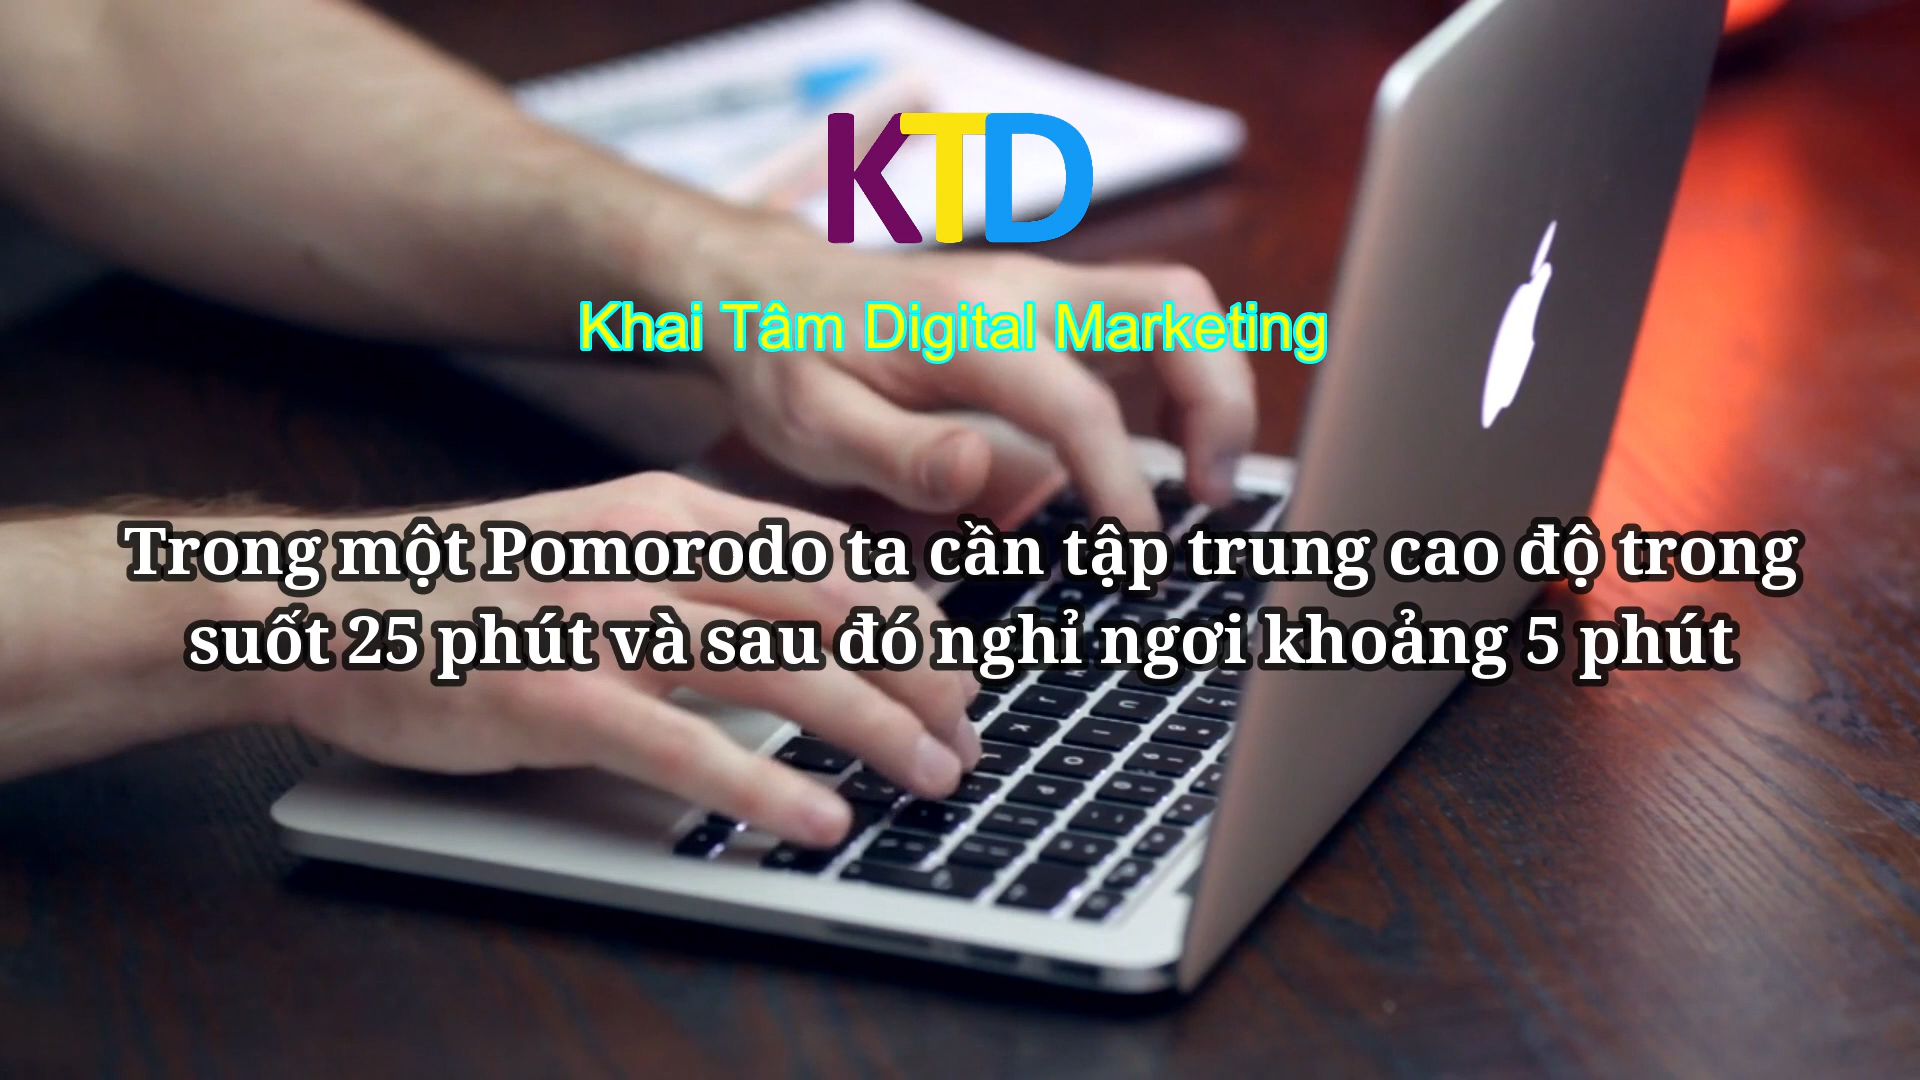 KTD
Khai Tâm Digital Marketing
Trong một Pomorodo ta cần tập trung cao độ trong
suốt 25 phút và sau đó nghỉ ngơi khoảng 5 phút